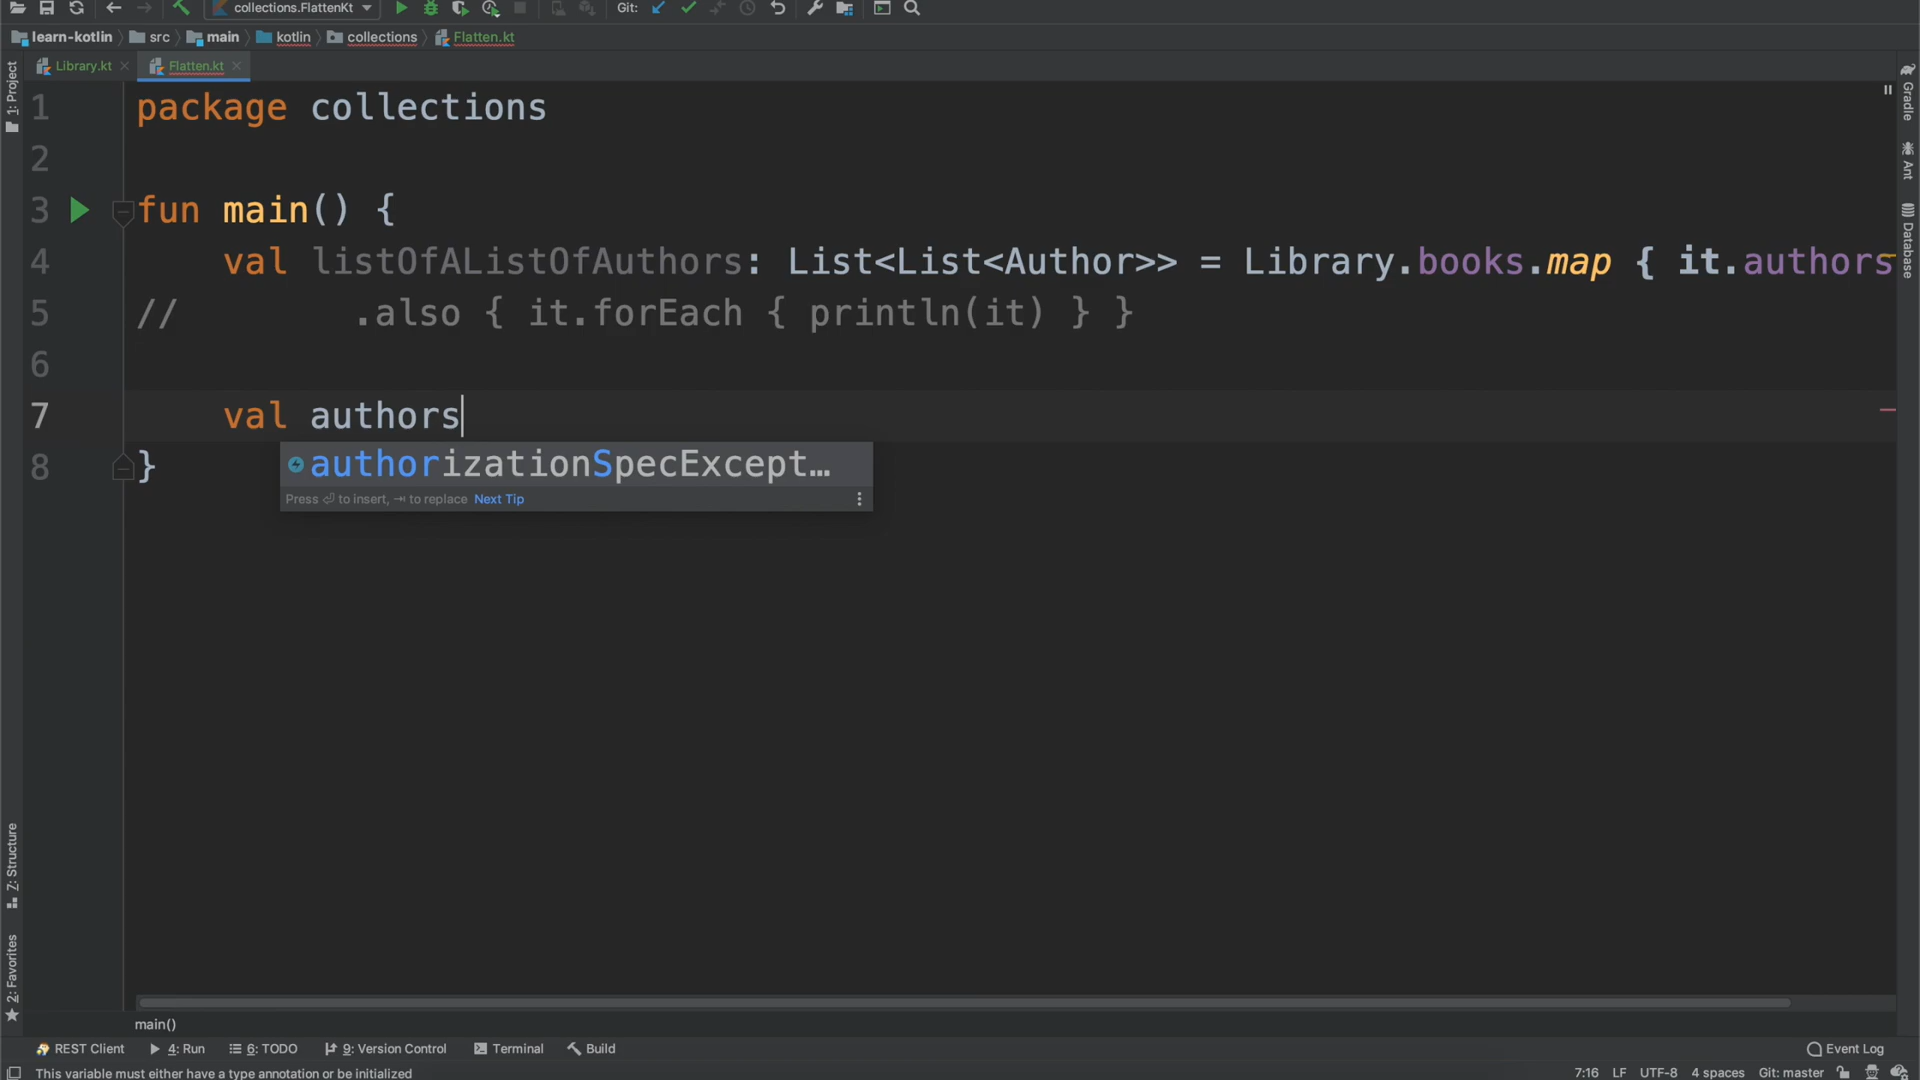 collections.FlattenKt Git:
learn-kotlin src main kotlin collections Flatten.kt
Library.kt Flatten.kt
1: Project
Gradle
Ant
Database
1 package collections
2
3 fun main() {
4 val listOfAListOfAuthors: List<List<Author>> = Library.books.map { it.authors
5 // .also { it.forEach { println(it) } }
6
7 val authors
authorizationSpecExcept…
Press ⏎ to insert, ⇥ to replace Next Tip
8 }
Z: Structure
2: Favorites
main()
REST Client 4: Run 6: TODO 9: Version Control Terminal Build Event Log
This variable must either have a type annotation or be initialized 7:16 LF UTF-8 4 spaces Git: master